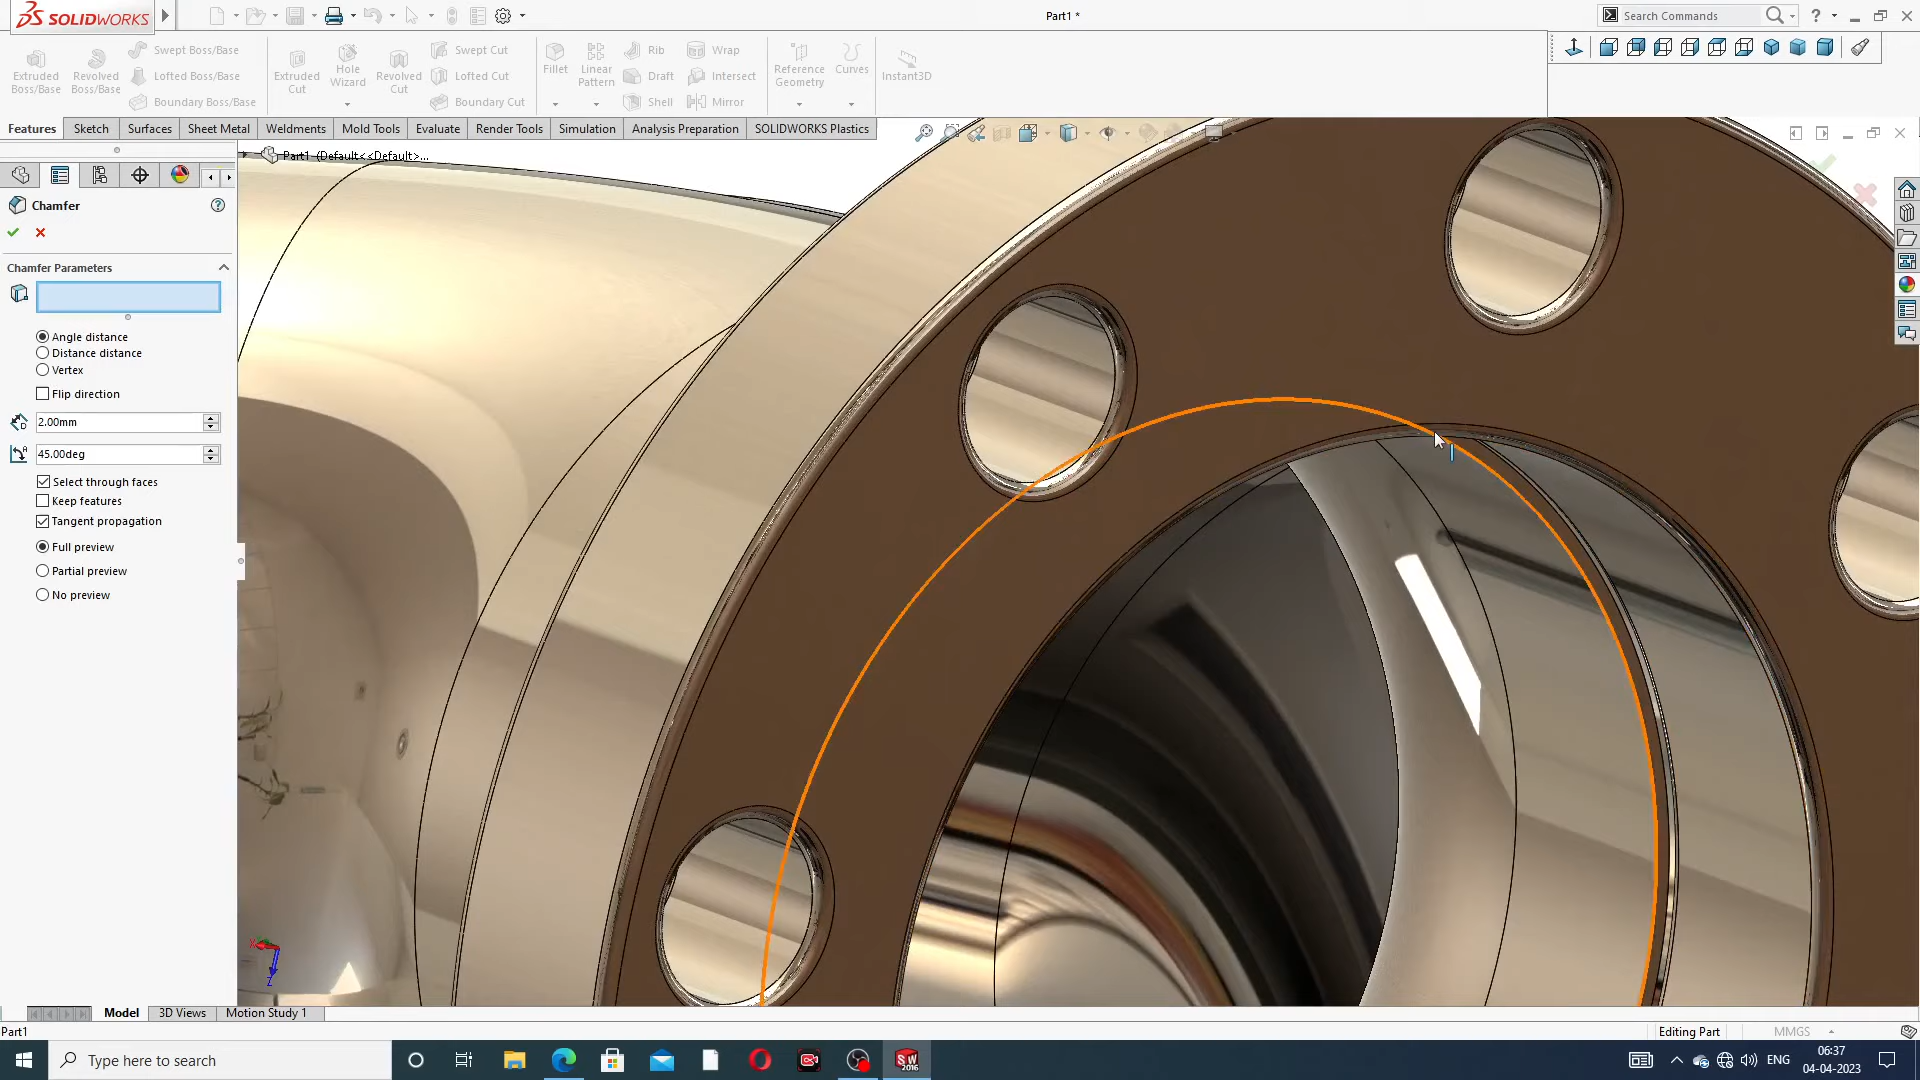 SOLIDWORKS
Part1 *
Search Commands
Extruded Boss/Base
Revolved Boss/Base
Swept Boss/Base
Lofted Boss/Base
Boundary Boss/Base
Extruded Cut
Hole Wizard
Revolved Cut
Swept Cut
Lofted Cut
Boundary Cut
Fillet
Linear Pattern
Rib
Draft
Shell
Wrap
Intersect
Mirror
Reference Geometry
Curves
Instant3D
Features
Sketch
Surfaces
Sheet Metal
Weldments
Mold Tools
Evaluate
Render Tools
Simulation
Analysis Preparation
SOLIDWORKS Plastics
Part1 (Default<<Default>...
Chamfer
Chamfer Parameters
Angle distance
Distance distance
Vertex
Flip direction
2.00mm
45.00deg
Select through faces
Keep features
Tangent propagation
Full preview
Partial preview
No preview
Z
Model
3D Views
Motion Study 1
Part1
Editing Part
MMGS
Type here to search
SW
2016
ENG
06:37
04-04-2023